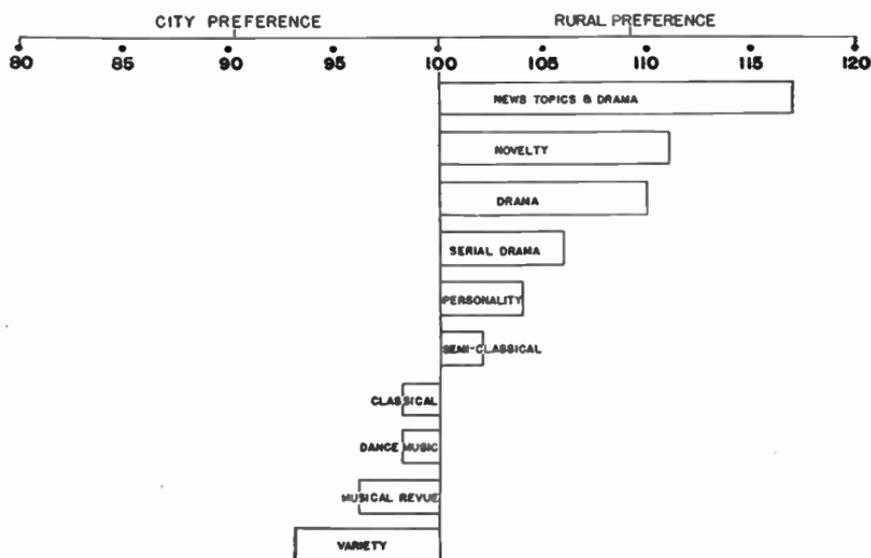 CITY PREFERENCE RURAL PREFERENCE
80 85 90 95 100 105 110 115 120
NEWS TOPICS & DRAMA
NOVELTY
DRAMA
SERIAL DRAMA
PERSONALITY
SEMI-CLASSICAL
CLASSICAL
DANCE MUSIC
MUSICAL REVUE
VARIETY